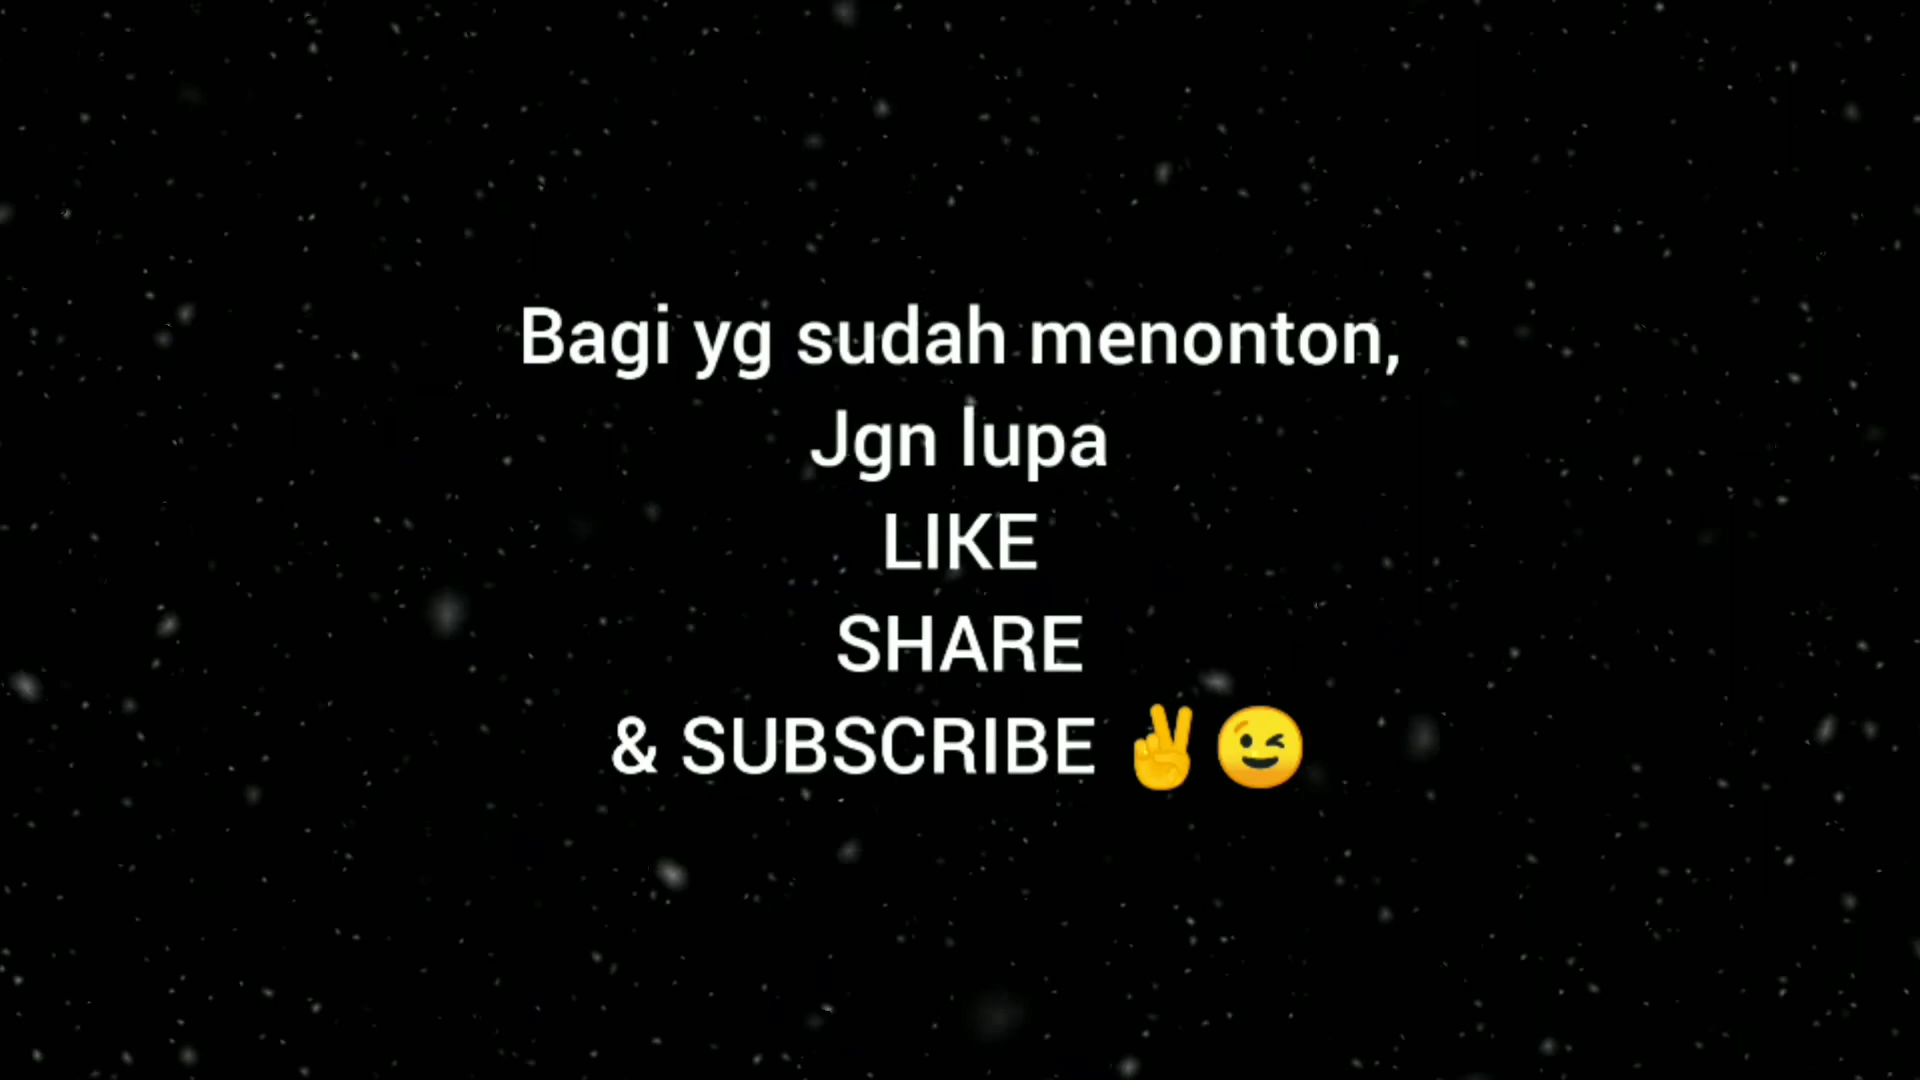 Bagi yg sudah menonton,
Jgn lupa
LIKE
SHARE
& SUBSCRIBE ✌😉